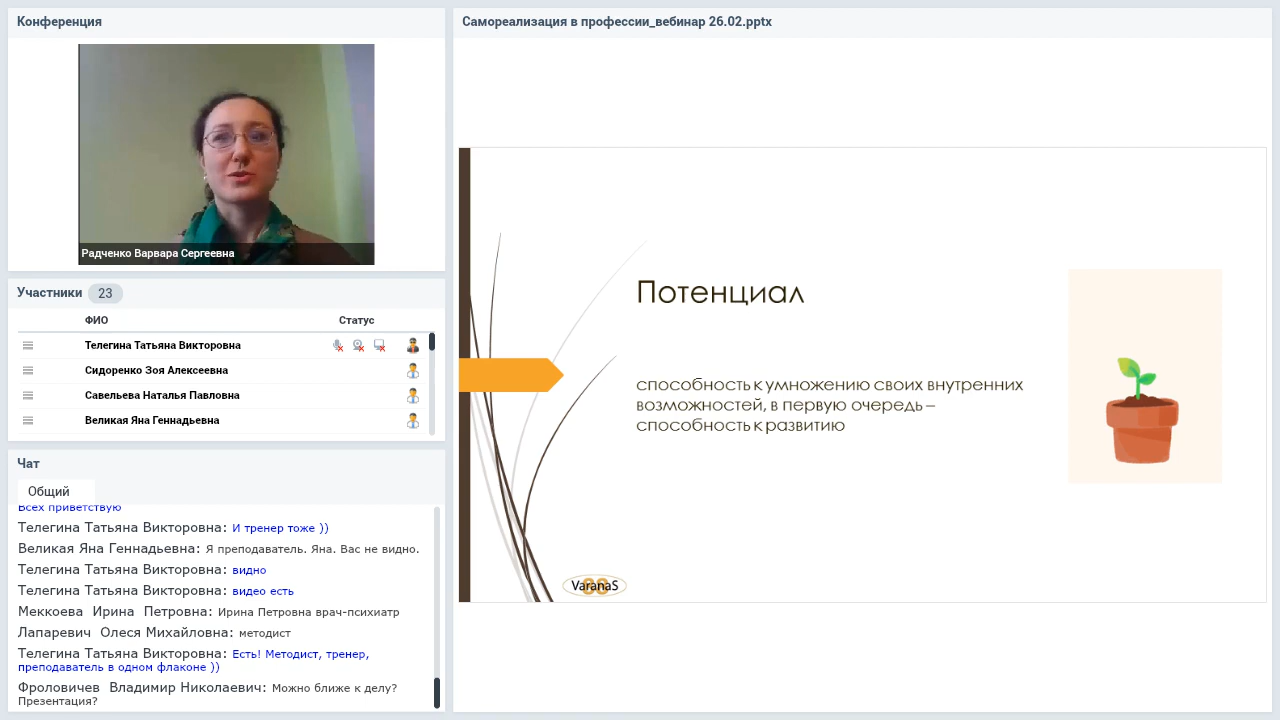 Конференция
Радченко Варвара Сергеевна
Участники 23
ФИО Статус
Телегина Татьяна Викторовна
Сидоренко Зоя Алексеевна
Савельева Наталья Павловна
Великая Яна Геннадьевна
Чат
Общий
Всех приветствую
Телегина Татьяна Викторовна: И тренер тоже ))
Великая Яна Геннадьевна: Я преподаватель. Яна. Вас не видно.
Телегина Татьяна Викторовна: видно
Телегина Татьяна Викторовна: видео есть
Меккоева Ирина Петровна: Ирина Петровна врач-психиатр
Лапаревич Олеся Михайловна: методист
Телегина Татьяна Викторовна: Есть! Методист, тренер,
преподаватель в одном флаконе ))
Фроловичев Владимир Николаевич: Можно ближе к делу?
Презентация?
Самореализация в профессии_вебинар 26.02.pptx
Потенциал
способность к умножению своих внутренних
возможностей, в первую очередь –
способность к развитию
VaranaS